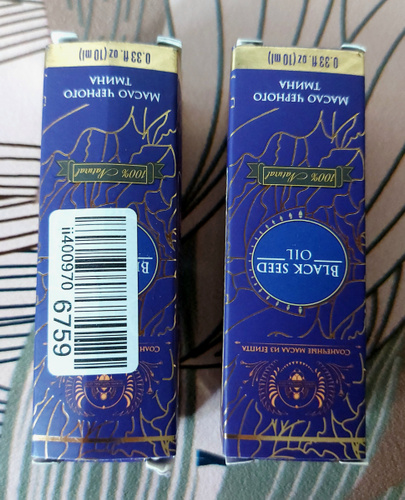 0.33 fl. oz (10 ml)
МАСЛО ЧЕРНОГО
ТМИНА
100% Natural
ii400970 6759
0.33 fl. oz (10 ml)
МАСЛО ЧЕРНОГО
ТМИНА
100% Natural
BLACK SEED
OIL
СОЛНЕЧНЫЕ МАСЛА ИЗ ЕГИПТА